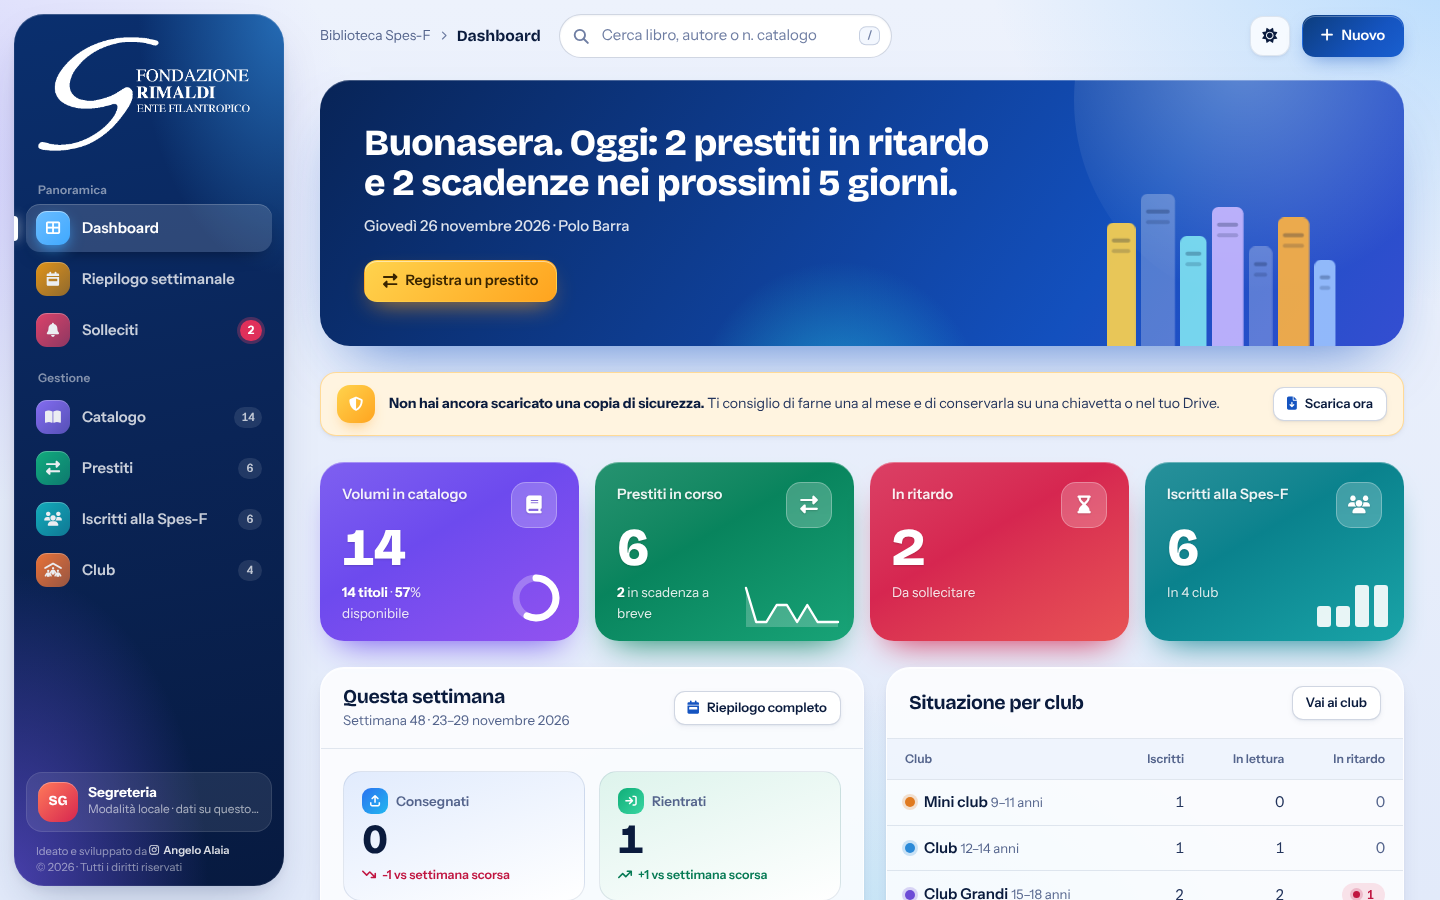 FONDAZIONE
RIMALDI
ENTE FILANTROPICO
Panoramica
Dashboard
Riepilogo settimanale
Solleciti 2
Gestione
Catalogo 14
Prestiti 6
Iscritti alla Spes-F 6
Club 4
SG
Segreteria
Modalità locale · dati su questo…
Ideato e sviluppato da Angelo Alaia
© 2026 · Tutti i diritti riservati
Biblioteca Spes-F > Dashboard
Cerca libro, autore o n. catalogo /
+ Nuovo
Buonasera. Oggi: 2 prestiti in ritardo
e 2 scadenze nei prossimi 5 giorni.
Giovedì 26 novembre 2026 · Polo Barra
Registra un prestito
Non hai ancora scaricato una copia di sicurezza. Ti consiglio di farne una al mese e di conservarla su una chiavetta o nel tuo Drive.
Scarica ora
Volumi in catalogo
14
14 titoli · 57%
disponibile
Prestiti in corso
6
2 in scadenza a
breve
In ritardo
2
Da sollecitare
Iscritti alla Spes-F
6
In 4 club
Questa settimana
Settimana 48 · 23–29 novembre 2026
Riepilogo completo
Consegnati
0
-1 vs settimana scorsa
Rientrati
1
+1 vs settimana scorsa
Situazione per club
Vai ai club
Club Iscritti In lettura In ritardo
Mini club 9–11 anni 1 0 0
Club 12–14 anni 1 1 0
Club Grandi 15–18 anni 2 2 1